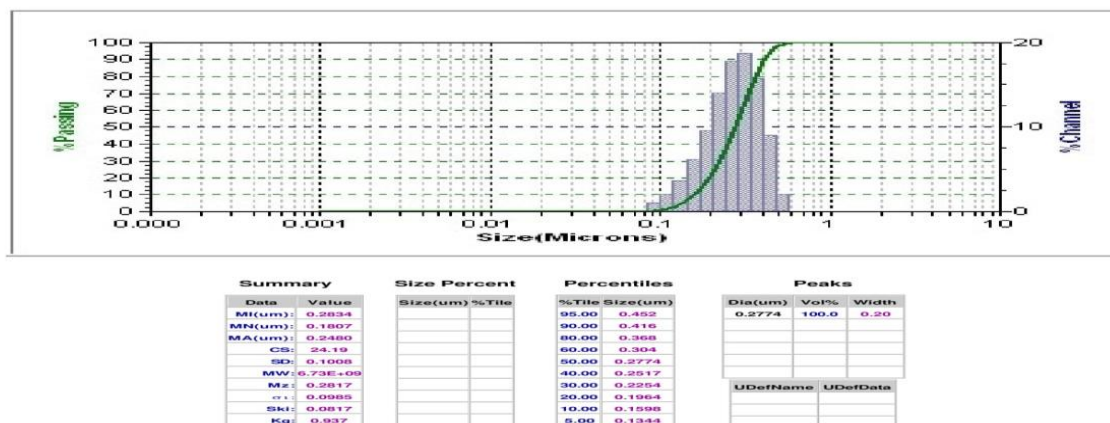 100
90
80
70
60
50
40
30
20
10
0
% Passing
20
10
0
% Channel
0.000 0.001 0.01 0.1 1 10
Size(Microns)
Summary Size Percent Percentiles Peaks
Data Value Size(um) %Tile %Tile Size(um) Dia(um) Vol% Width
MI(um): 0.2834 95.00 0.452 0.2774 100.0 0.20
MN(um): 0.1807 90.00 0.416
MA(um): 0.2480 80.00 0.368
CS: 24.19 60.00 0.304
SD: 0.1008 50.00 0.2774
MW: 6.73E+09 40.00 0.2517
Mz: 0.2817 30.00 0.2254 UDefName UDefData
σ1: 0.0985 20.00 0.1964
Ski: 0.0817 10.00 0.1598
Kg: 0.937 5.00 0.1344